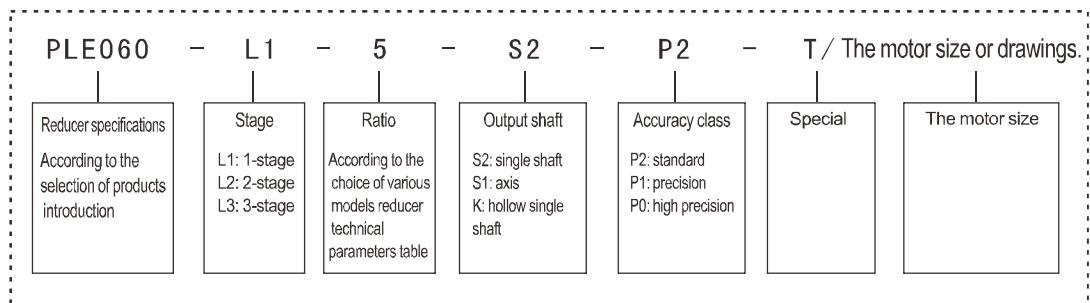 PLE060 - L1 - 5 - S2 - P2 - T / The motor size or drawings.
Reducer specifications
According to the
selection of products
introduction
Stage
L1: 1-stage
L2: 2-stage
L3: 3-stage
Ratio
According to the
choice of various
models reducer
technical
parameters table
Output shaft
S2: single shaft
S1: axis
K: hollow single
shaft
Accuracy class
P2: standard
P1: precision
P0: high precision
Special
The motor size